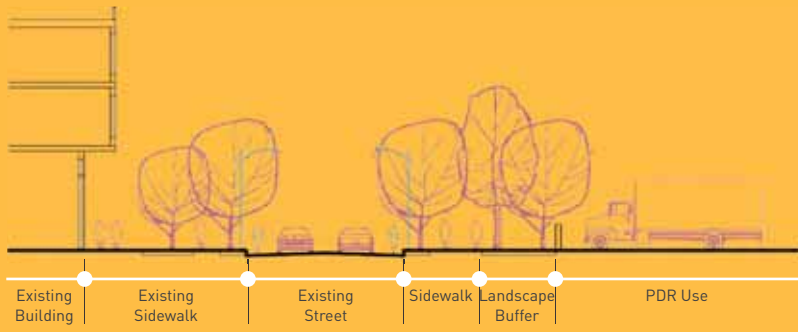 Existing
Building
Existing
Sidewalk
Existing
Street
Sidewalk
Landscape
Buffer
PDR Use